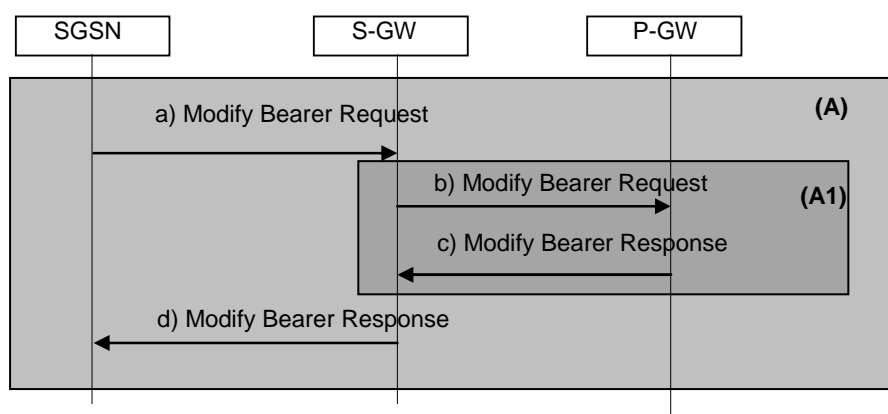 SGSN S-GW P-GW
(A)
a) Modify Bearer Request
b) Modify Bearer Request
(A1)
c) Modify Bearer Response
d) Modify Bearer Response